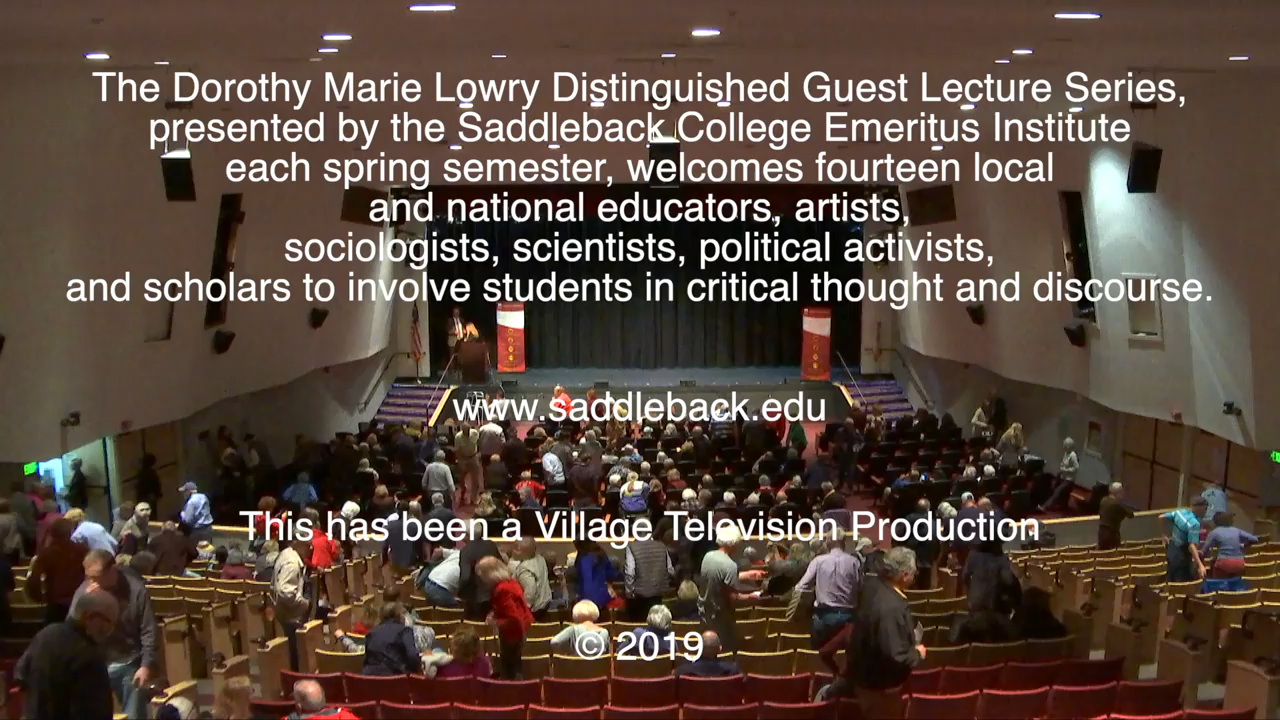 The Dorothy Marie Lowry Distinguished Guest Lecture Series,
presented by the Saddleback College Emeritus Institute
each spring semester, welcomes fourteen local
and national educators, artists,
sociologists, scientists, political activists,
and scholars to involve students in critical thought and discourse.
www.saddleback.edu
This has been a Village Television Production
© 2019